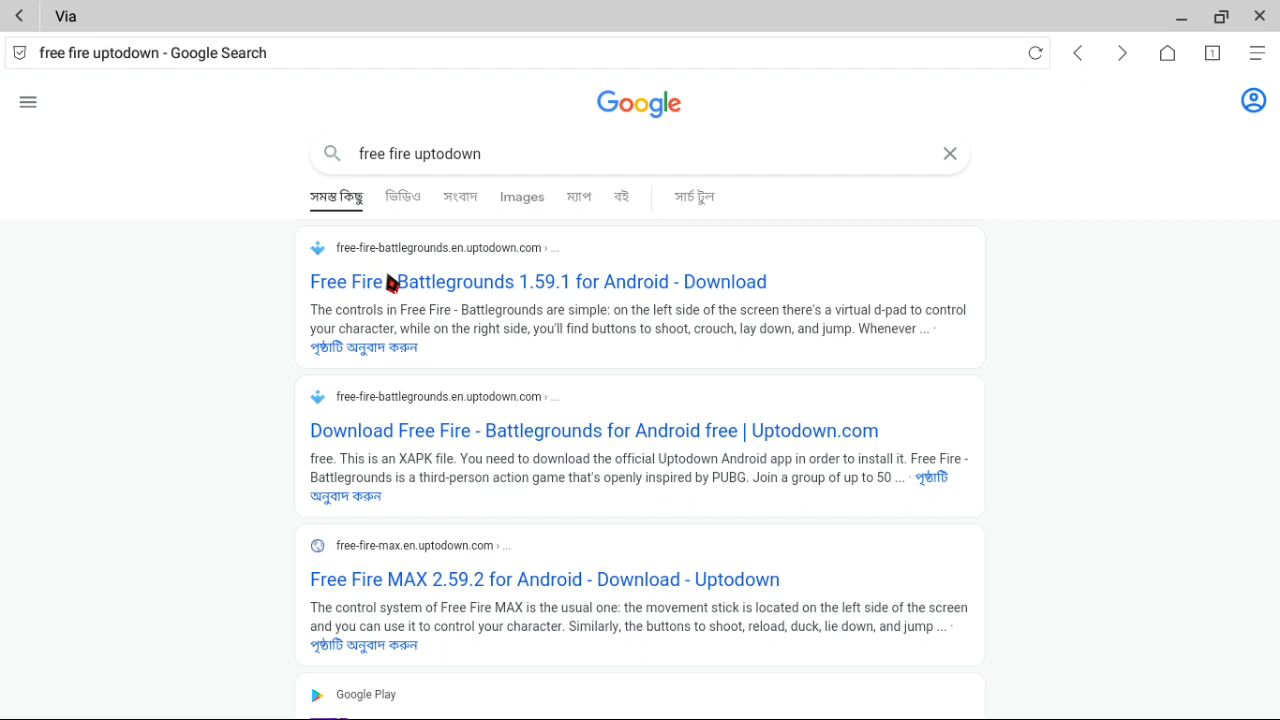 Via
free fire uptodown - Google Search
1
Google
free fire uptodown
সমস্ত কিছু ভিডিও সংবাদ Images ম্যাপ বই সার্চ টুল
free-fire-battlegrounds.en.uptodown.com › ...
Free Fire Battlegrounds 1.59.1 for Android - Download
The controls in Free Fire - Battlegrounds are simple: on the left side of the screen there's a virtual d-pad to control
your character, while on the right side, you'll find buttons to shoot, crouch, lay down, and jump. Whenever ... ·
পৃষ্ঠাটি অনুবাদ করুন
free-fire-battlegrounds.en.uptodown.com › ...
Download Free Fire - Battlegrounds for Android free | Uptodown.com
free. This is an XAPK file. You need to download the official Uptodown Android app in order to install it. Free Fire -
Battlegrounds is a third-person action game that's openly inspired by PUBG. Join a group of up to 50 ... · পৃষ্ঠাটি
অনুবাদ করুন
free-fire-max.en.uptodown.com › ...
Free Fire MAX 2.59.2 for Android - Download - Uptodown
The control system of Free Fire MAX is the usual one: the movement stick is located on the left side of the screen
and you can use it to control your character. Similarly, the buttons to shoot, reload, duck, lie down, and jump ... ·
পৃষ্ঠাটি অনুবাদ করুন
Google Play